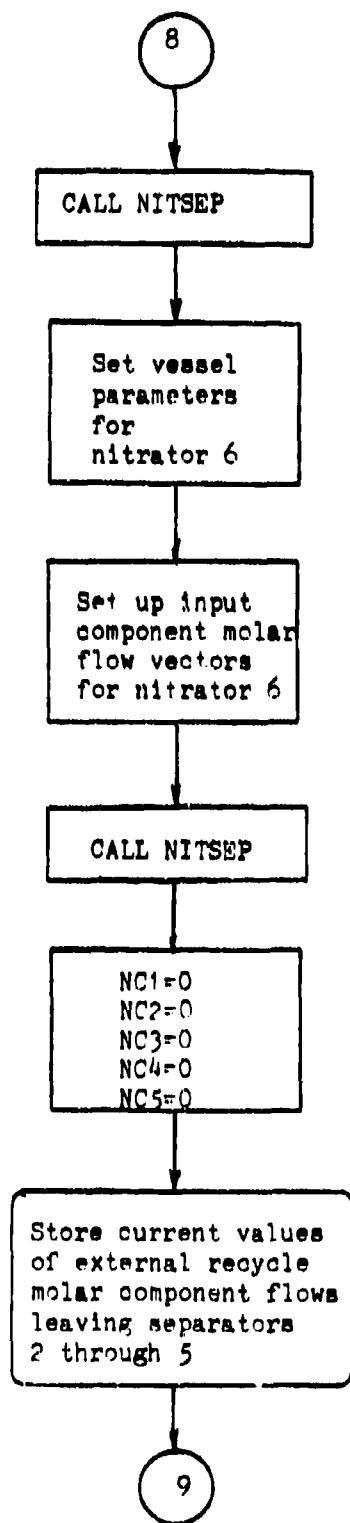 8
CALL NITSEP
Set vessel
parameters
for
nitrator 6
Set up input
component molar
flow vectors
for nitrator 6
CALL NITSEP
NC1=0
NC2=0
NC3=0
NC4=0
NC5=0
Store current values
of external recycle
molar component flows
leaving separators
2 through 5
9